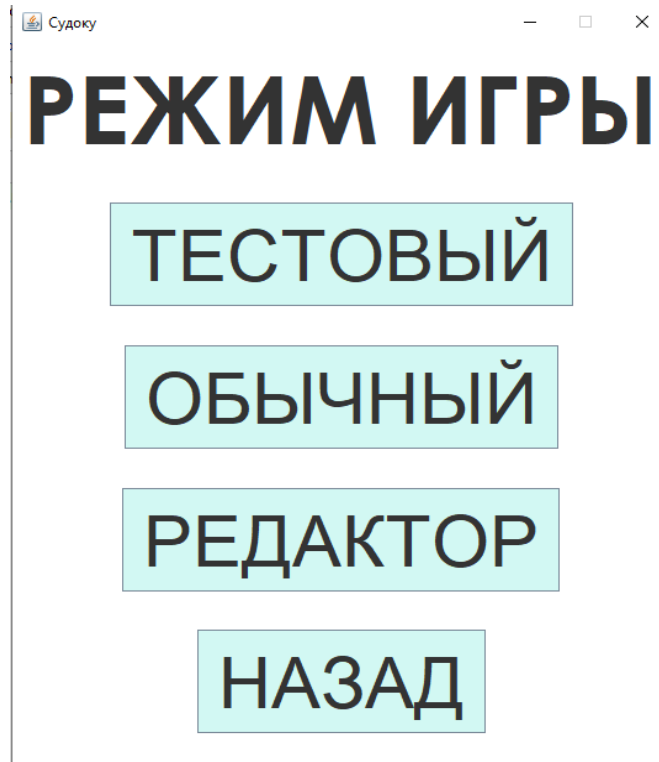 Судоку
РЕЖИМ ИГРЫ
ТЕСТОВЫЙ
ОБЫЧНЫЙ
РЕДАКТОР
НАЗАД